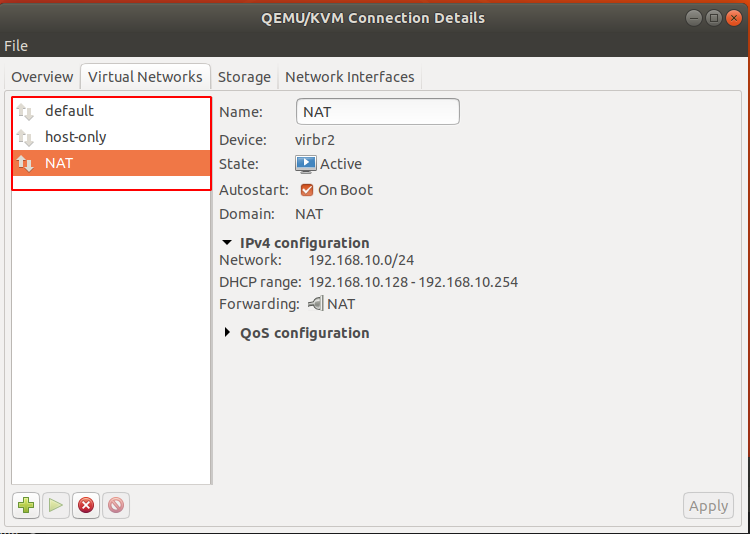 QEMU/KVM Connection Details
File
Overview Virtual Networks Storage Network Interfaces
default
host-only
NAT
Name: NAT
Device: virbr2
State: Active
Autostart: On Boot
Domain: NAT
IPv4 configuration
Network: 192.168.10.0/24
DHCP range: 192.168.10.128 - 192.168.10.254
Forwarding: NAT
QoS configuration
Apply